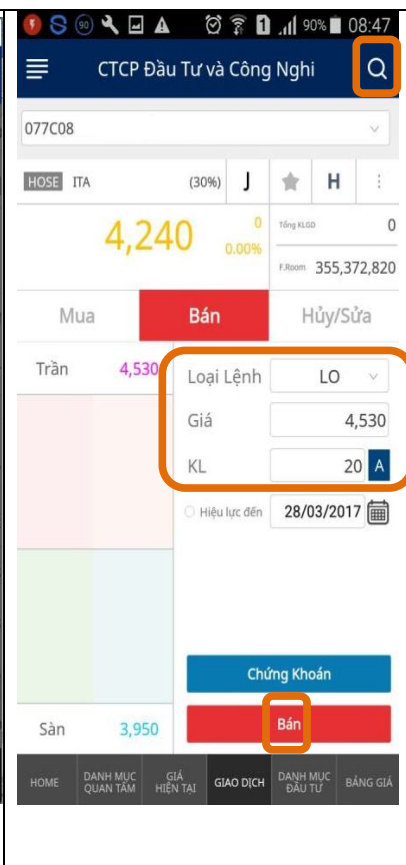 90 1 90% 08:47
CTCP Đầu Tư và Công Nghi
077C08
HOSE ITA (30%) J H
4,240 0 0.00%
Tổng KLGD 0
F.Room 355,372,820
Mua Bán Hủy/Sửa
Trần 4,530
Loại Lệnh LO
Giá 4,530
KL 20 A
Hiệu lực đến 28/03/2017
Chứng Khoán
Sàn 3,950
Bán
HOME DANH MỤC QUAN TÂM GIÁ HIỆN TẠI GIAO DỊCH DANH MỤC ĐẦU TƯ BẢNG GIÁ